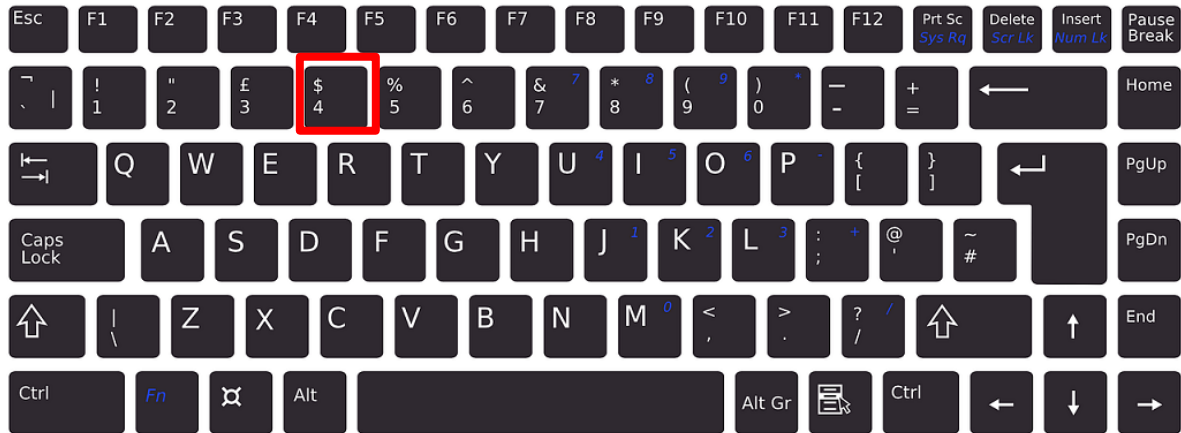 Esc F1 F2 F3 F4 F5 F6 F7 F8 F9 F10 F11 F12 Prt Sc Delete Insert Pause
Sys Rq Scr Lk Num Lk Break
¬ ! " £ $ % ^ & 7 * 8 ( 9 ) * _ + Home
` | 1 2 3 4 5 6 7 8 9 0 - =
Q W E R T Y U 4 I 5 O 6 P - { } PgUp
[ ]
Caps A S D F G H J 1 K 2 L 3 : + @ ~ PgDn
Lock ; ' #
| Z X C V B N M 0 < > ? / End
\ , . /
Ctrl Fn Alt Alt Gr Ctrl